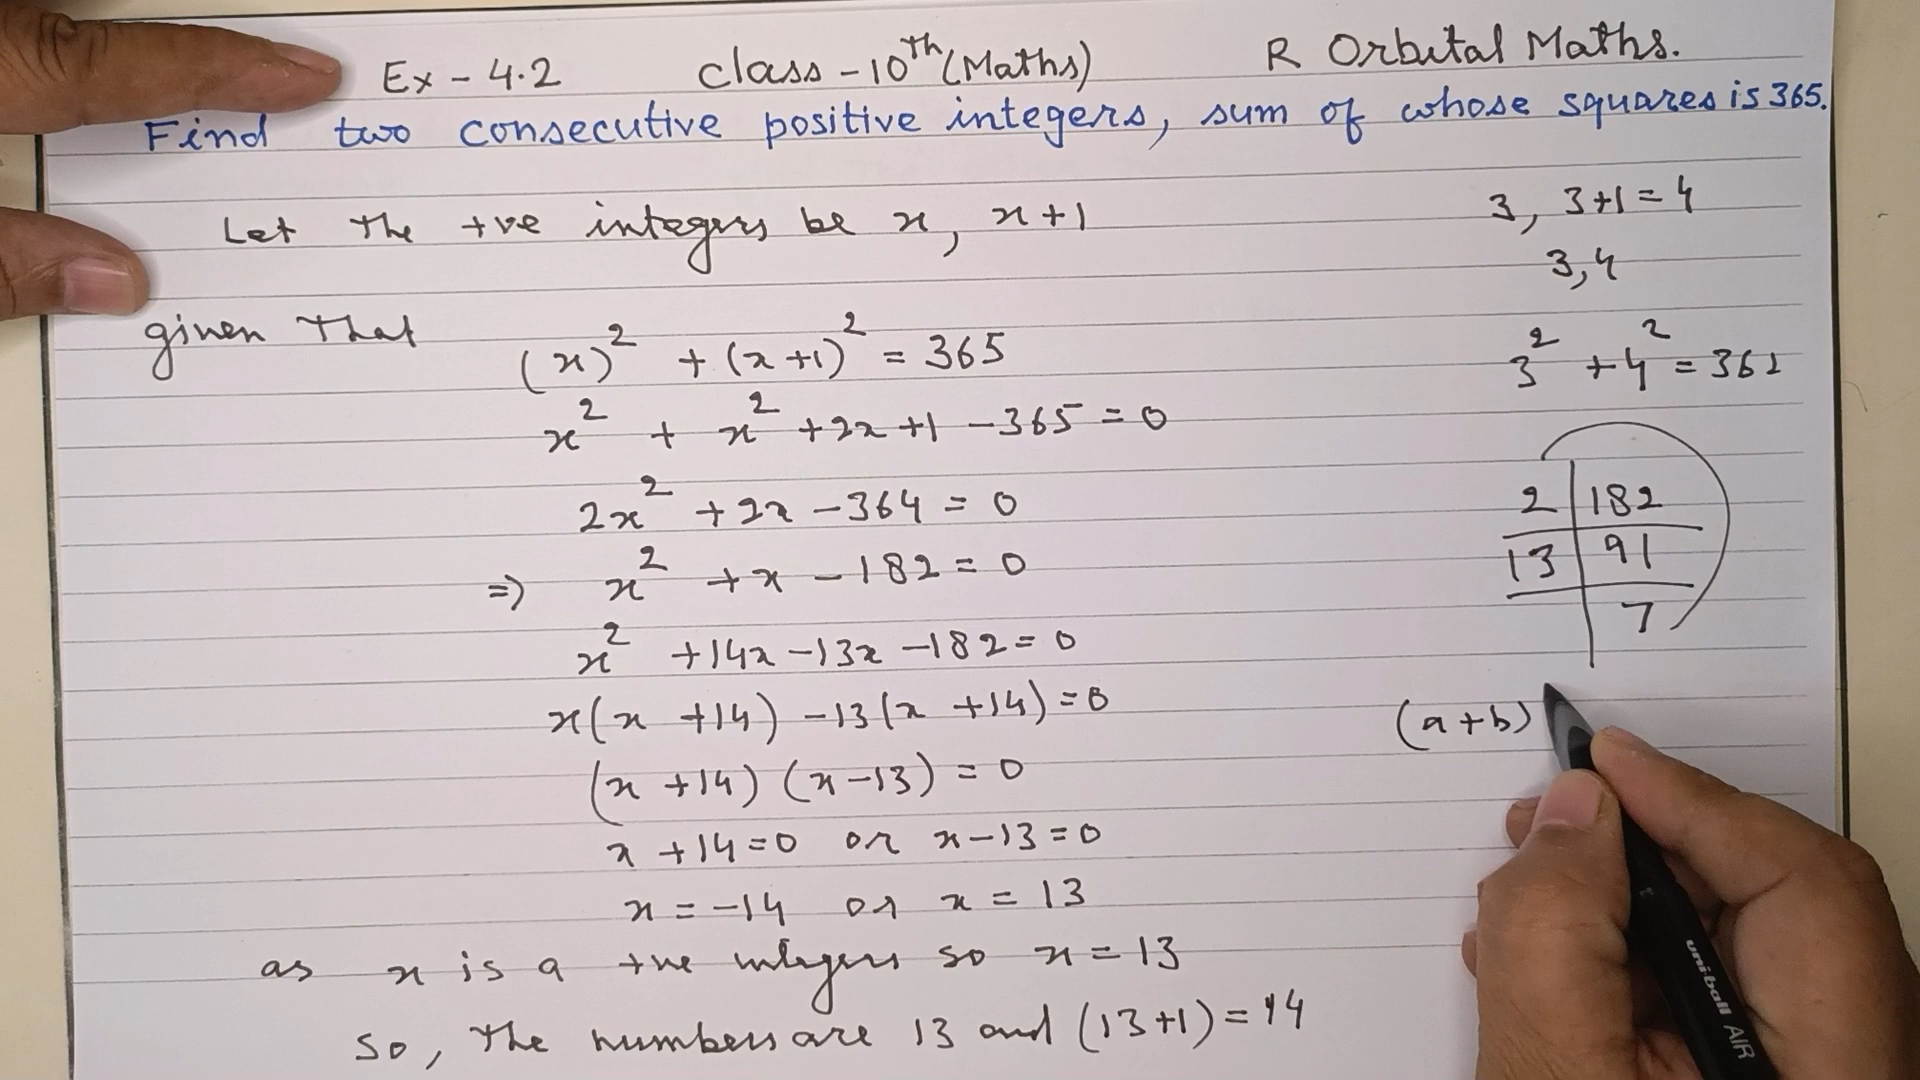 Ex - 4.2 class - 10th (Maths) R Orbital Maths.
Find two consecutive positive integers, sum of whose squares is 365.
Let the +ve integers be x, x+1
3, 3+1 = 4
3,4
given that
(x)² + (x+1)² = 365
3² + 4² = 361
x² + x² + 2x + 1 - 365 = 0
2x² + 2x - 364 = 0
2 | 182
13 | 91
7
=) x² + x - 182 = 0
x² + 14x - 13x - 182 = 0
x(x + 14) - 13(x + 14) = 0
(a+b)
(x + 14) (x - 13) = 0
x + 14 = 0 or x - 13 = 0
x = -14 or x = 13
as x is a +ve integers so x = 13
So, the numbers are 13 and (13+1) = 14
uni-ball AIR